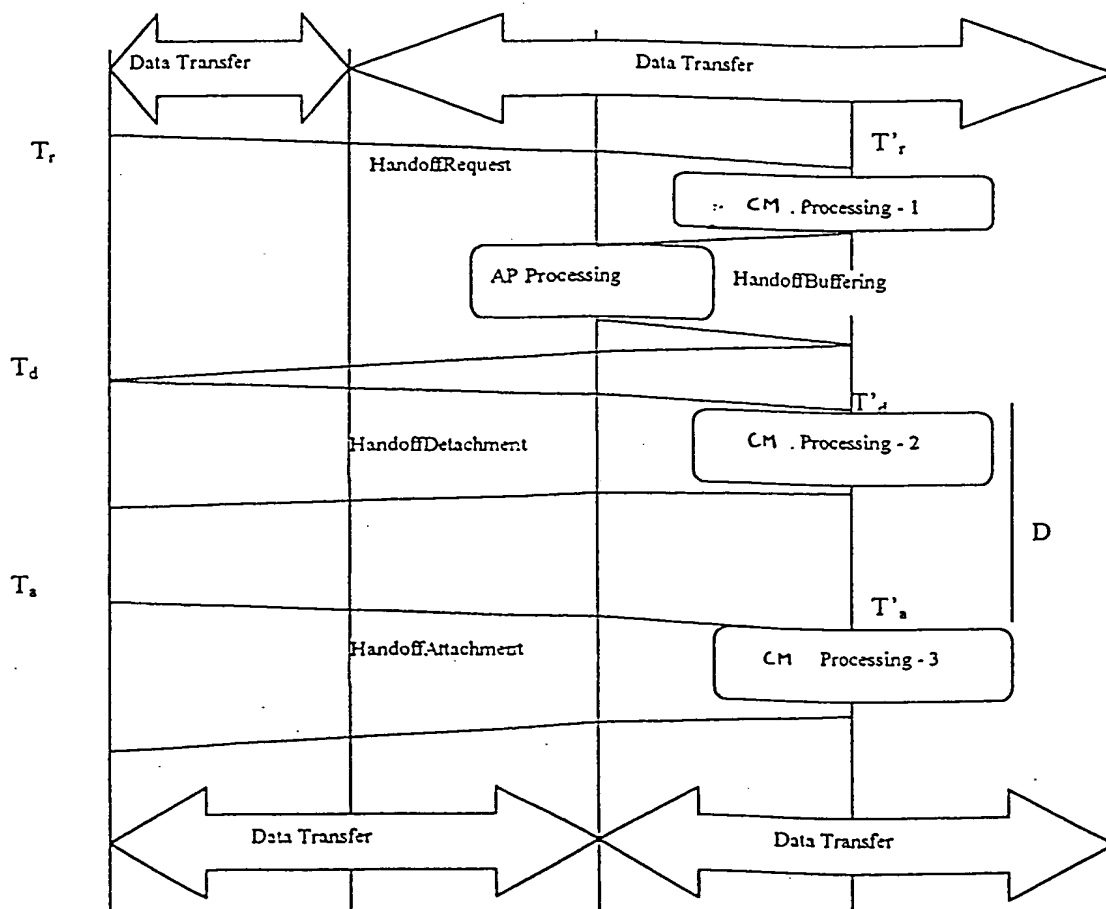 Data Transfer
Data Transfer
Tr
T'r
HandoffRequest
CM . Processing - 1
AP Processing
HandoffBuffering
Td
T'd
HandoffDetachment
CM . Processing - 2
D
Ta
T'a
HandoffAttachment
CM Processing - 3
Data Transfer
Data Transfer